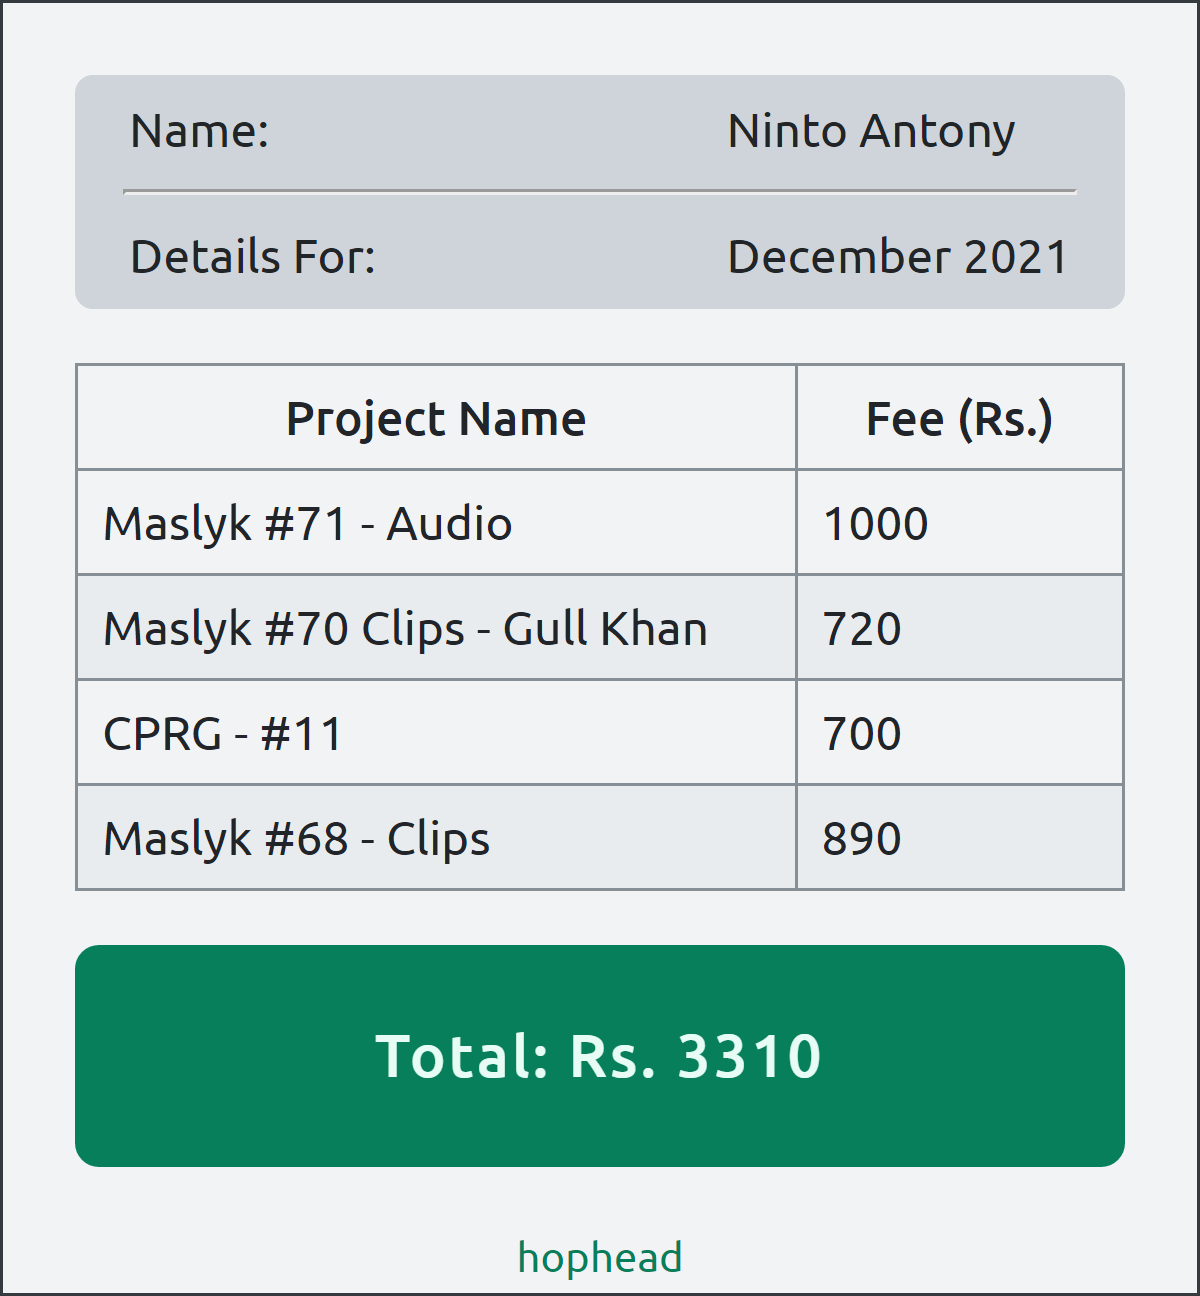 Name: Ninto Antony
Details For: December 2021
Project Name Fee (Rs.)
Maslyk #71 - Audio 1000
Maslyk #70 Clips - Gull Khan 720
CPRG - #11 700
Maslyk #68 - Clips 890
Total: Rs. 3310
hophead